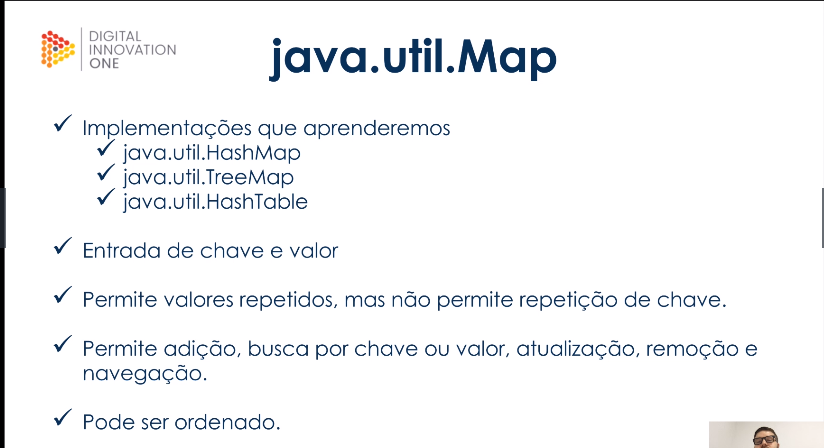 DIGITAL
INNOVATION
ONE
java.util.Map
Implementações que aprenderemos
java.util.HashMap
java.util.TreeMap
java.util.HashTable
Entrada de chave e valor
Permite valores repetidos, mas não permite repetição de chave.
Permite adição, busca por chave ou valor, atualização, remoção e
navegação.
Pode ser ordenado.